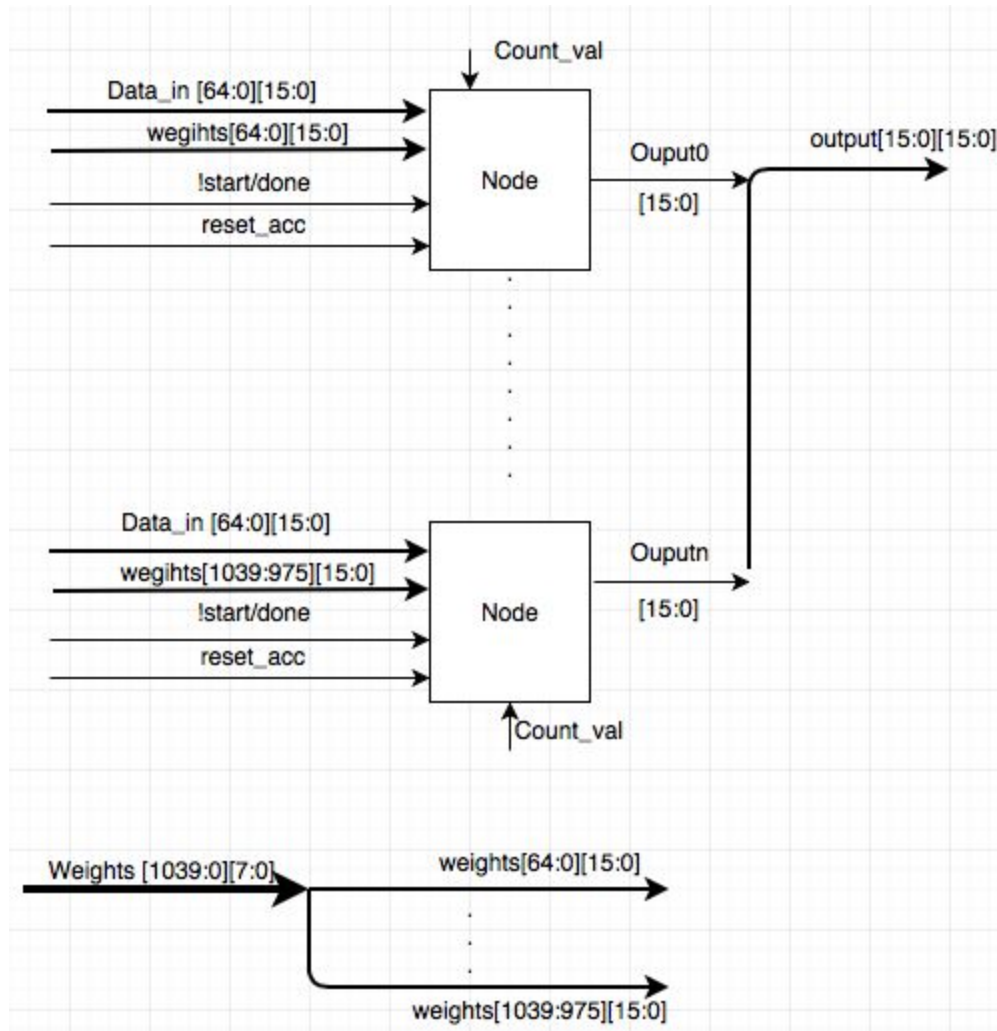 Count_val
Data_in [64:0][15:0]
wegihts[64:0][15:0]
!start/done
reset_acc
Node
Ouput0
[15:0]
output[15:0][15:0]
Data_in [64:0][15:0]
wegihts[1039:975][15:0]
!start/done
reset_acc
Node
Ouputn
[15:0]
Count_val
Weights [1039:0][7:0]
weights[64:0][15:0]
weights[1039:975][15:0]